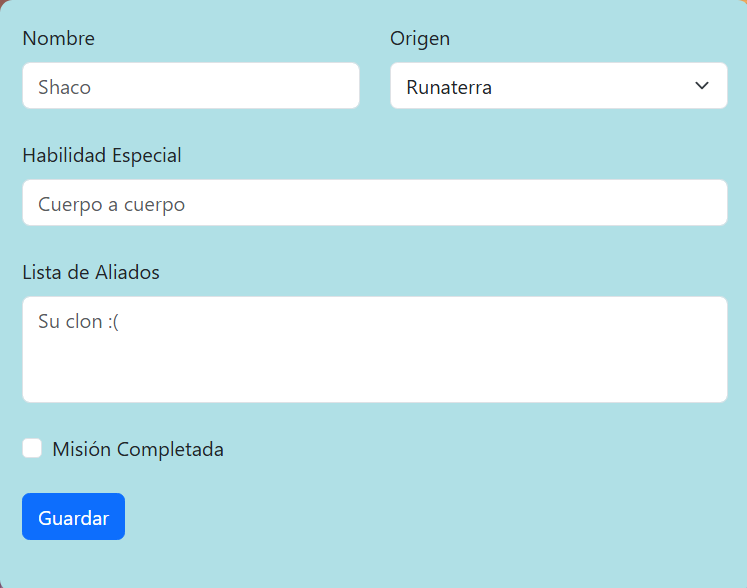 Nombre
Origen
Shaco
Runaterra
Habilidad Especial
Cuerpo a cuerpo
Lista de Aliados
Su clon :(
Misión Completada
Guardar